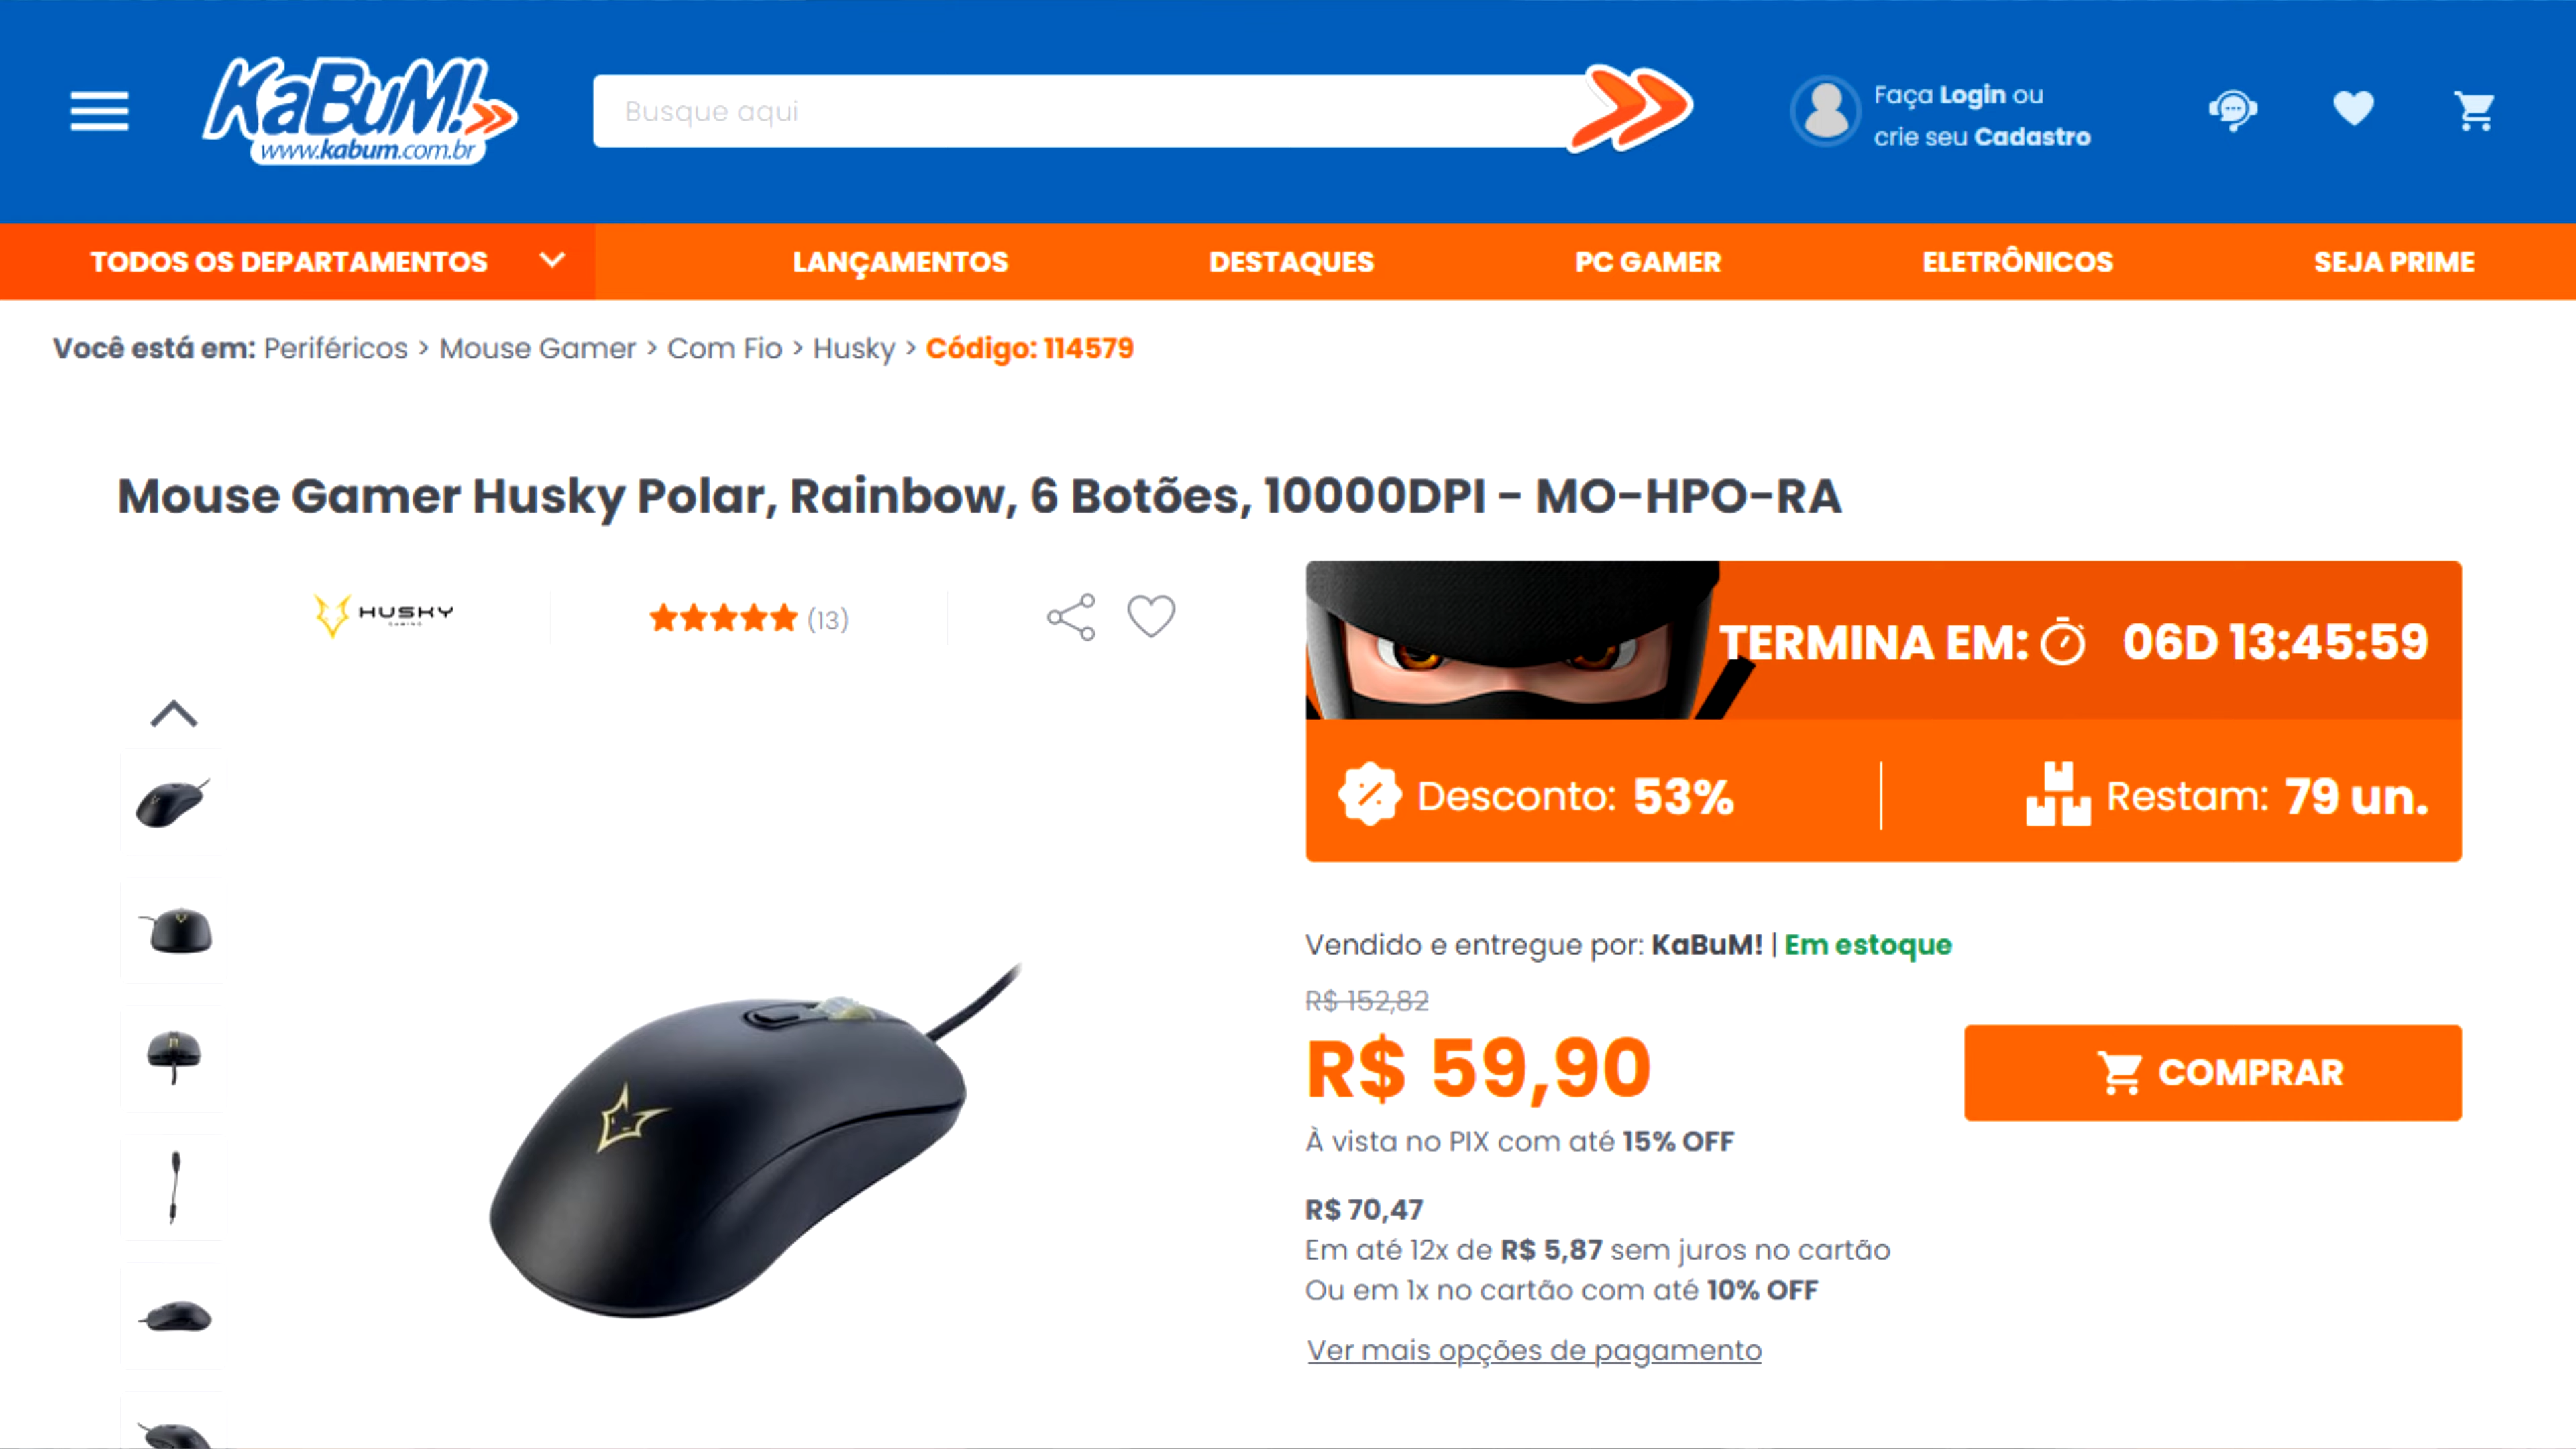 KaBuM!
www.kabum.com.br
Busque aqui
Faça Login ou
crie seu Cadastro
TODOS OS DEPARTAMENTOS
LANÇAMENTOS
DESTAQUES
PC GAMER
ELETRÔNICOS
SEJA PRIME
Você está em: Periféricos > Mouse Gamer > Com Fio > Husky > Código: 114579
Mouse Gamer Husky Polar, Rainbow, 6 Botões, 10000DPI - MO-HPO-RA
HUSKY
GAMING
(13)
TERMINA EM: 06D 13:45:59
Desconto: 53%
Restam: 79 un.
Vendido e entregue por: KaBuM! | Em estoque
R$ 152,82
R$ 59,90
COMPRAR
À vista no PIX com até 15% OFF
R$ 70,47
Em até 12x de R$ 5,87 sem juros no cartão
Ou em 1x no cartão com até 10% OFF
Ver mais opções de pagamento